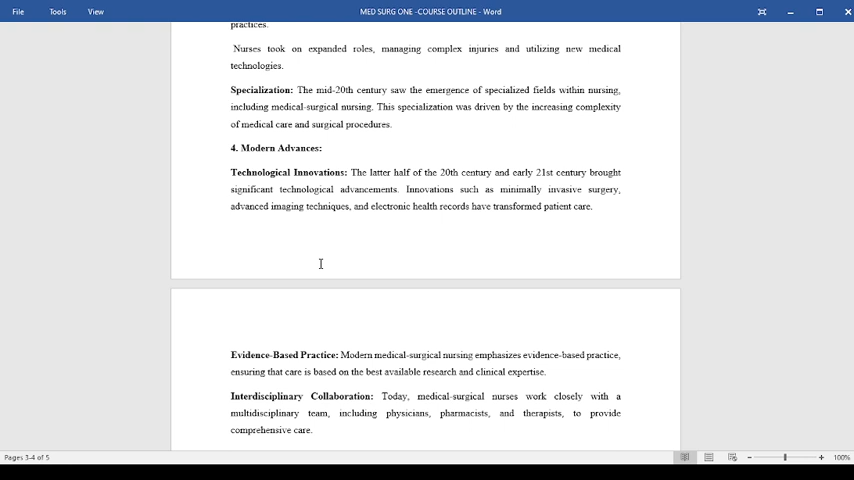 File Tools View MED SURG ONE -COURSE OUTLINE - Word
practices.
Nurses took on expanded roles, managing complex injuries and utilizing new medical
technologies.
Specialization: The mid-20th century saw the emergence of specialized fields within nursing,
including medical-surgical nursing. This specialization was driven by the increasing complexity
of medical care and surgical procedures.
4. Modern Advances:
Technological Innovations: The latter half of the 20th century and early 21st century brought
significant technological advancements. Innovations such as minimally invasive surgery,
advanced imaging techniques, and electronic health records have transformed patient care.
Evidence-Based Practice: Modern medical-surgical nursing emphasizes evidence-based practice,
ensuring that care is based on the best available research and clinical expertise.
Interdisciplinary Collaboration: Today, medical-surgical nurses work closely with a
multidisciplinary team, including physicians, pharmacists, and therapists, to provide
comprehensive care.
Pages 3-4 of 5 100%